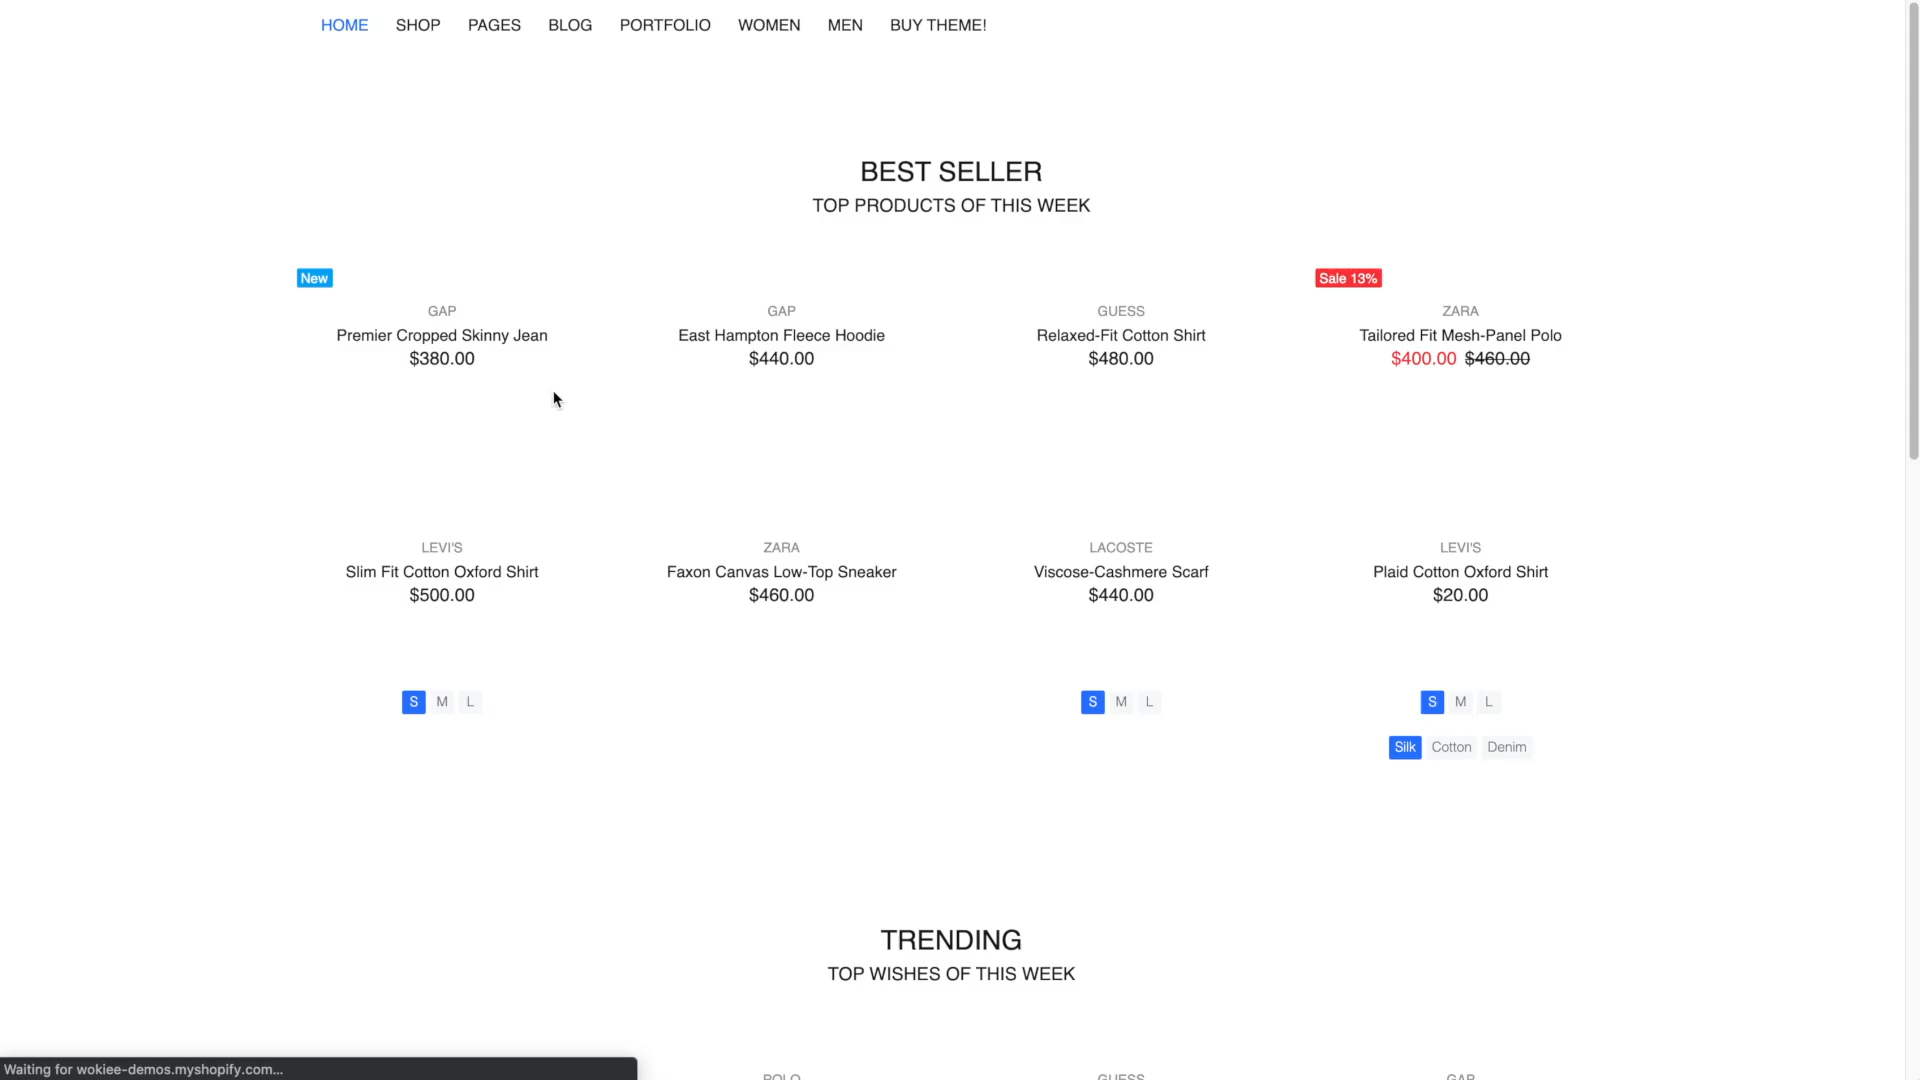 HOME SHOP PAGES BLOG PORTFOLIO WOMEN MEN BUY THEME!
BEST SELLER
TOP PRODUCTS OF THIS WEEK
New
Sale 13%
GAP GAP GUESS ZARA
Premier Cropped Skinny Jean East Hampton Fleece Hoodie Relaxed-Fit Cotton Shirt Tailored Fit Mesh-Panel Polo
$380.00 $440.00 $480.00 $400.00 $460.00
LEVI'S ZARA LACOSTE LEVI'S
Slim Fit Cotton Oxford Shirt Faxon Canvas Low-Top Sneaker Viscose-Cashmere Scarf Plaid Cotton Oxford Shirt
$500.00 $460.00 $440.00 $20.00
S M L S M L S M L
Silk Cotton Denim
TRENDING
TOP WISHES OF THIS WEEK
POLO GUESS GAP
Waiting for wokiee-demos.myshopify.com...